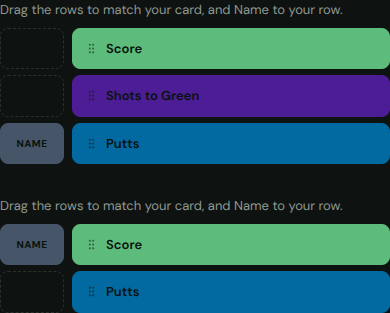 Drag the rows to match your card, and Name to your row.
Score
Shots to Green
NAME Putts
Drag the rows to match your card, and Name to your row.
NAME Score
Putts